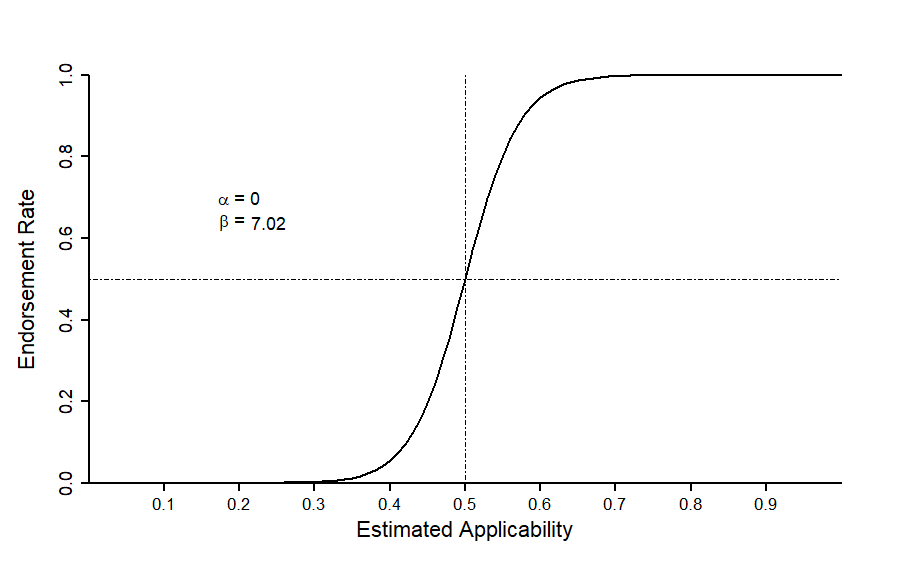 α = 0
β = 7.02
Endorsement Rate
0.0
0.2
0.4
0.6
0.8
1.0
0.1 0.2 0.3 0.4 0.5 0.6 0.7 0.8 0.9
Estimated Applicability